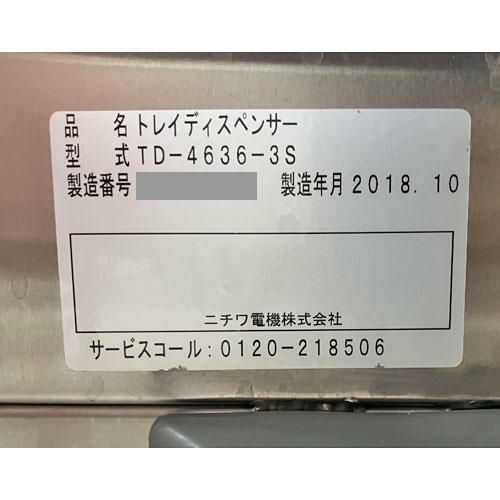 品 名 トレイディスペンサー
型 式 TD-4636-3S
製造番号 製造年月 2018.10
ニチワ電機株式会社
サービスコール:0120-218506